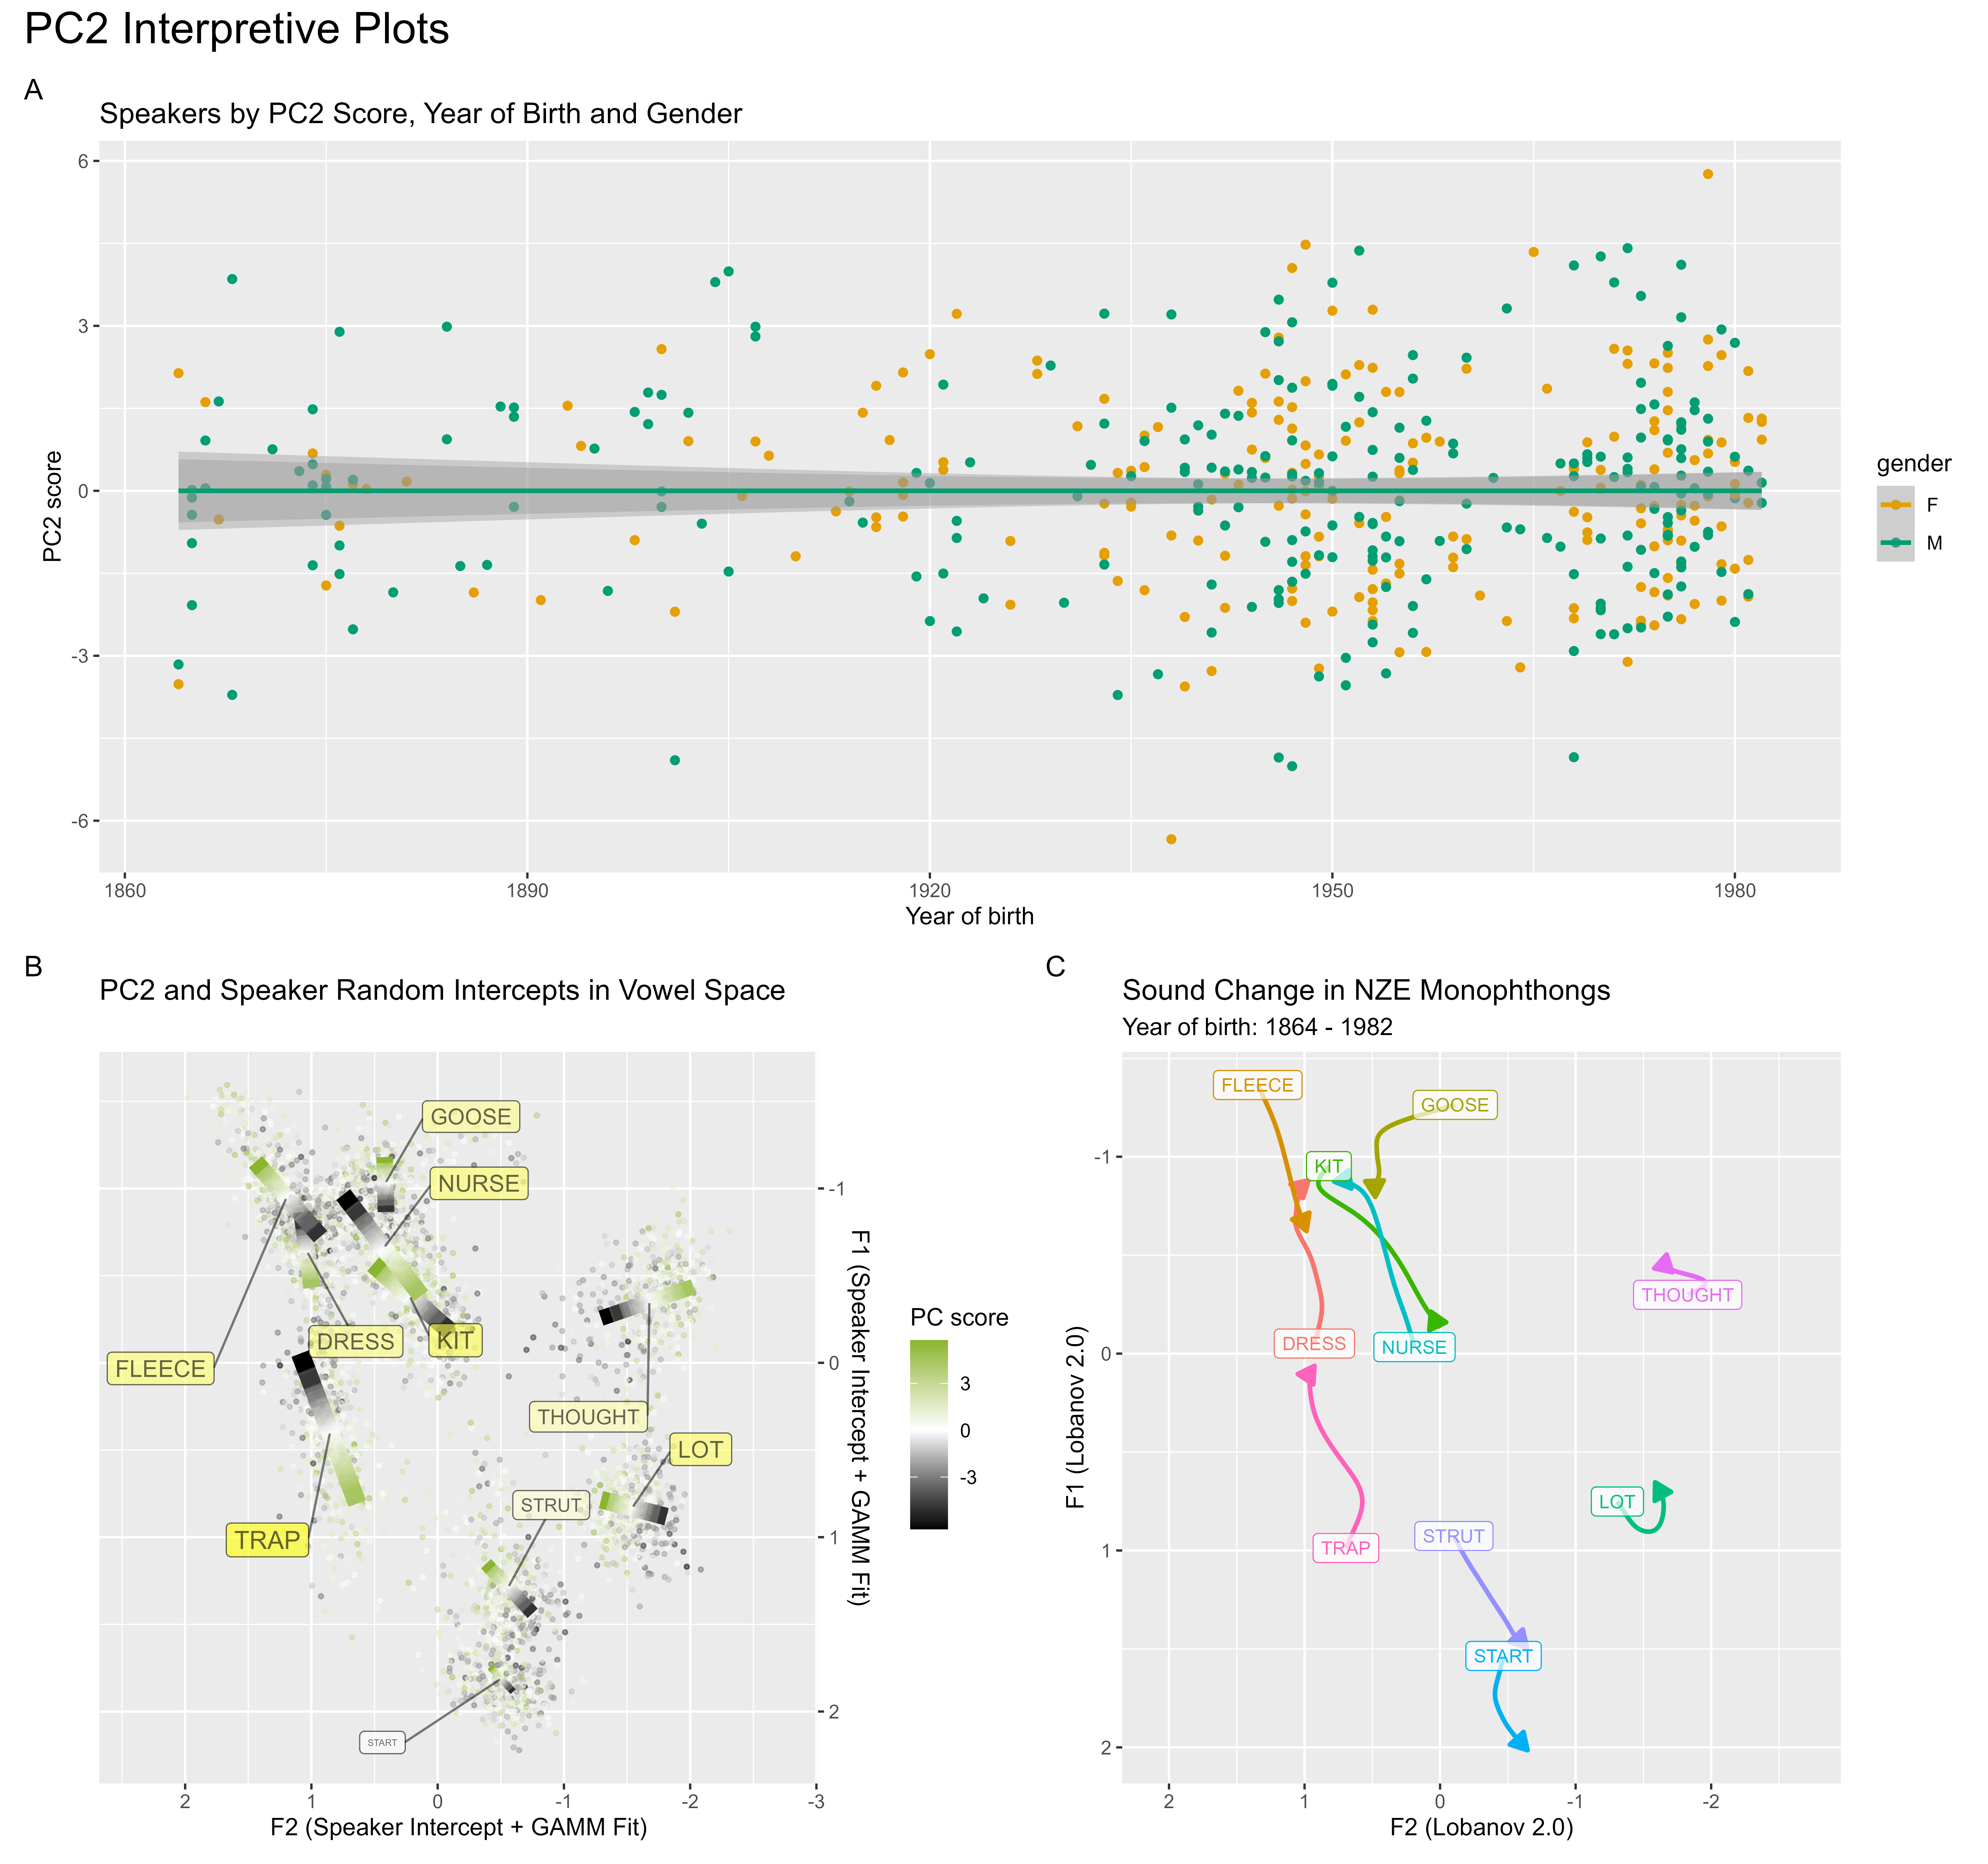 PC2 Interpretive Plots
A
Speakers by PC2 Score, Year of Birth and Gender
6
3
0
-3
-6
PC2 score
1860
1890
1920
1950
1980
Year of birth
gender
F
M
B
PC2 and Speaker Random Intercepts in Vowel Space
GOOSE
NURSE
DRESS
KIT
FLEECE
THOUGHT
LOT
STRUT
TRAP
START
-1
0
1
2
F1 (Speaker Intercept + GAMM Fit)
2
1
0
-1
-2
-3
F2 (Speaker Intercept + GAMM Fit)
PC score
3
0
-3
C
Sound Change in NZE Monophthongs
Year of birth: 1864 - 1982
FLEECE
GOOSE
KIT
THOUGHT
DRESS
NURSE
LOT
STRUT
TRAP
START
-1
0
1
2
F1 (Lobanov 2.0)
2
1
0
-1
-2
F2 (Lobanov 2.0)